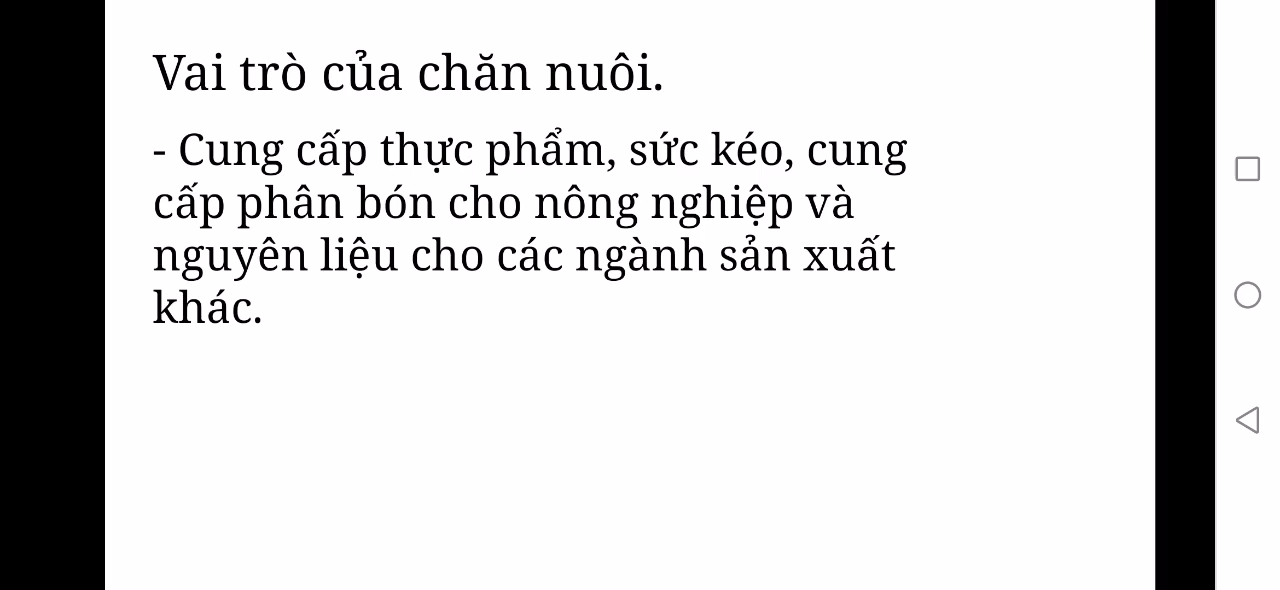 Vai trò của chăn nuôi.
- Cung cấp thực phẩm, sức kéo, cung
cấp phân bón cho nông nghiệp và
nguyên liệu cho các ngành sản xuất
khác.